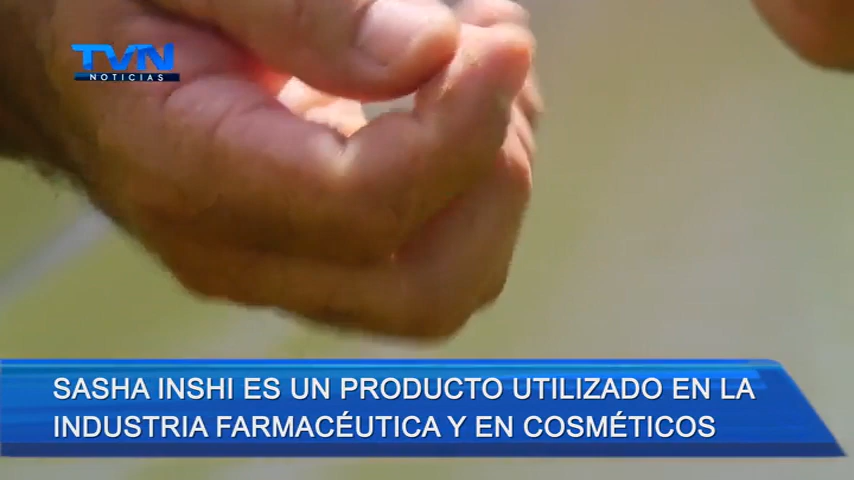 TVN
NOTICIAS
SASHA INSHI ES UN PRODUCTO UTILIZADO EN LA
INDUSTRIA FARMACÉUTICA Y EN COSMÉTICOS